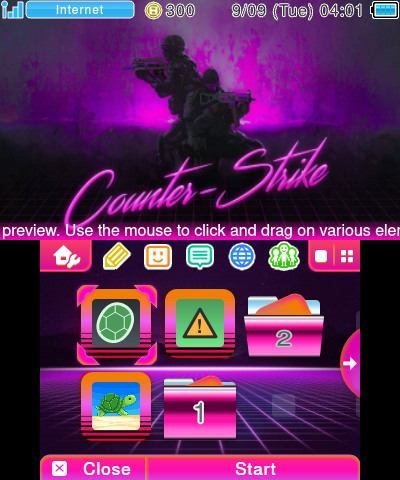 Internet 300 9/09 (Tue) 04:01
Counter-Strike
preview. Use the mouse to click and drag on various eler
2
1
Close Start